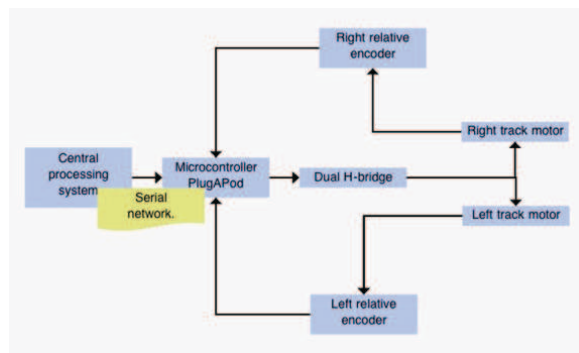 Right relative
encoder
Right track motor
Central
processing
system
Microcontroller
PlugAPod
Dual H-bridge
Serial
network.
Left track motor
Left relative
encoder